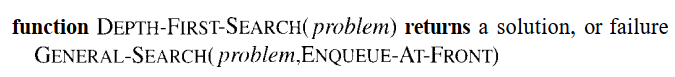 function DEPTH-FIRST-SEARCH(problem) returns a solution, or failure
GENERAL-SEARCH(problem,ENQUEUE-AT-FRONT)